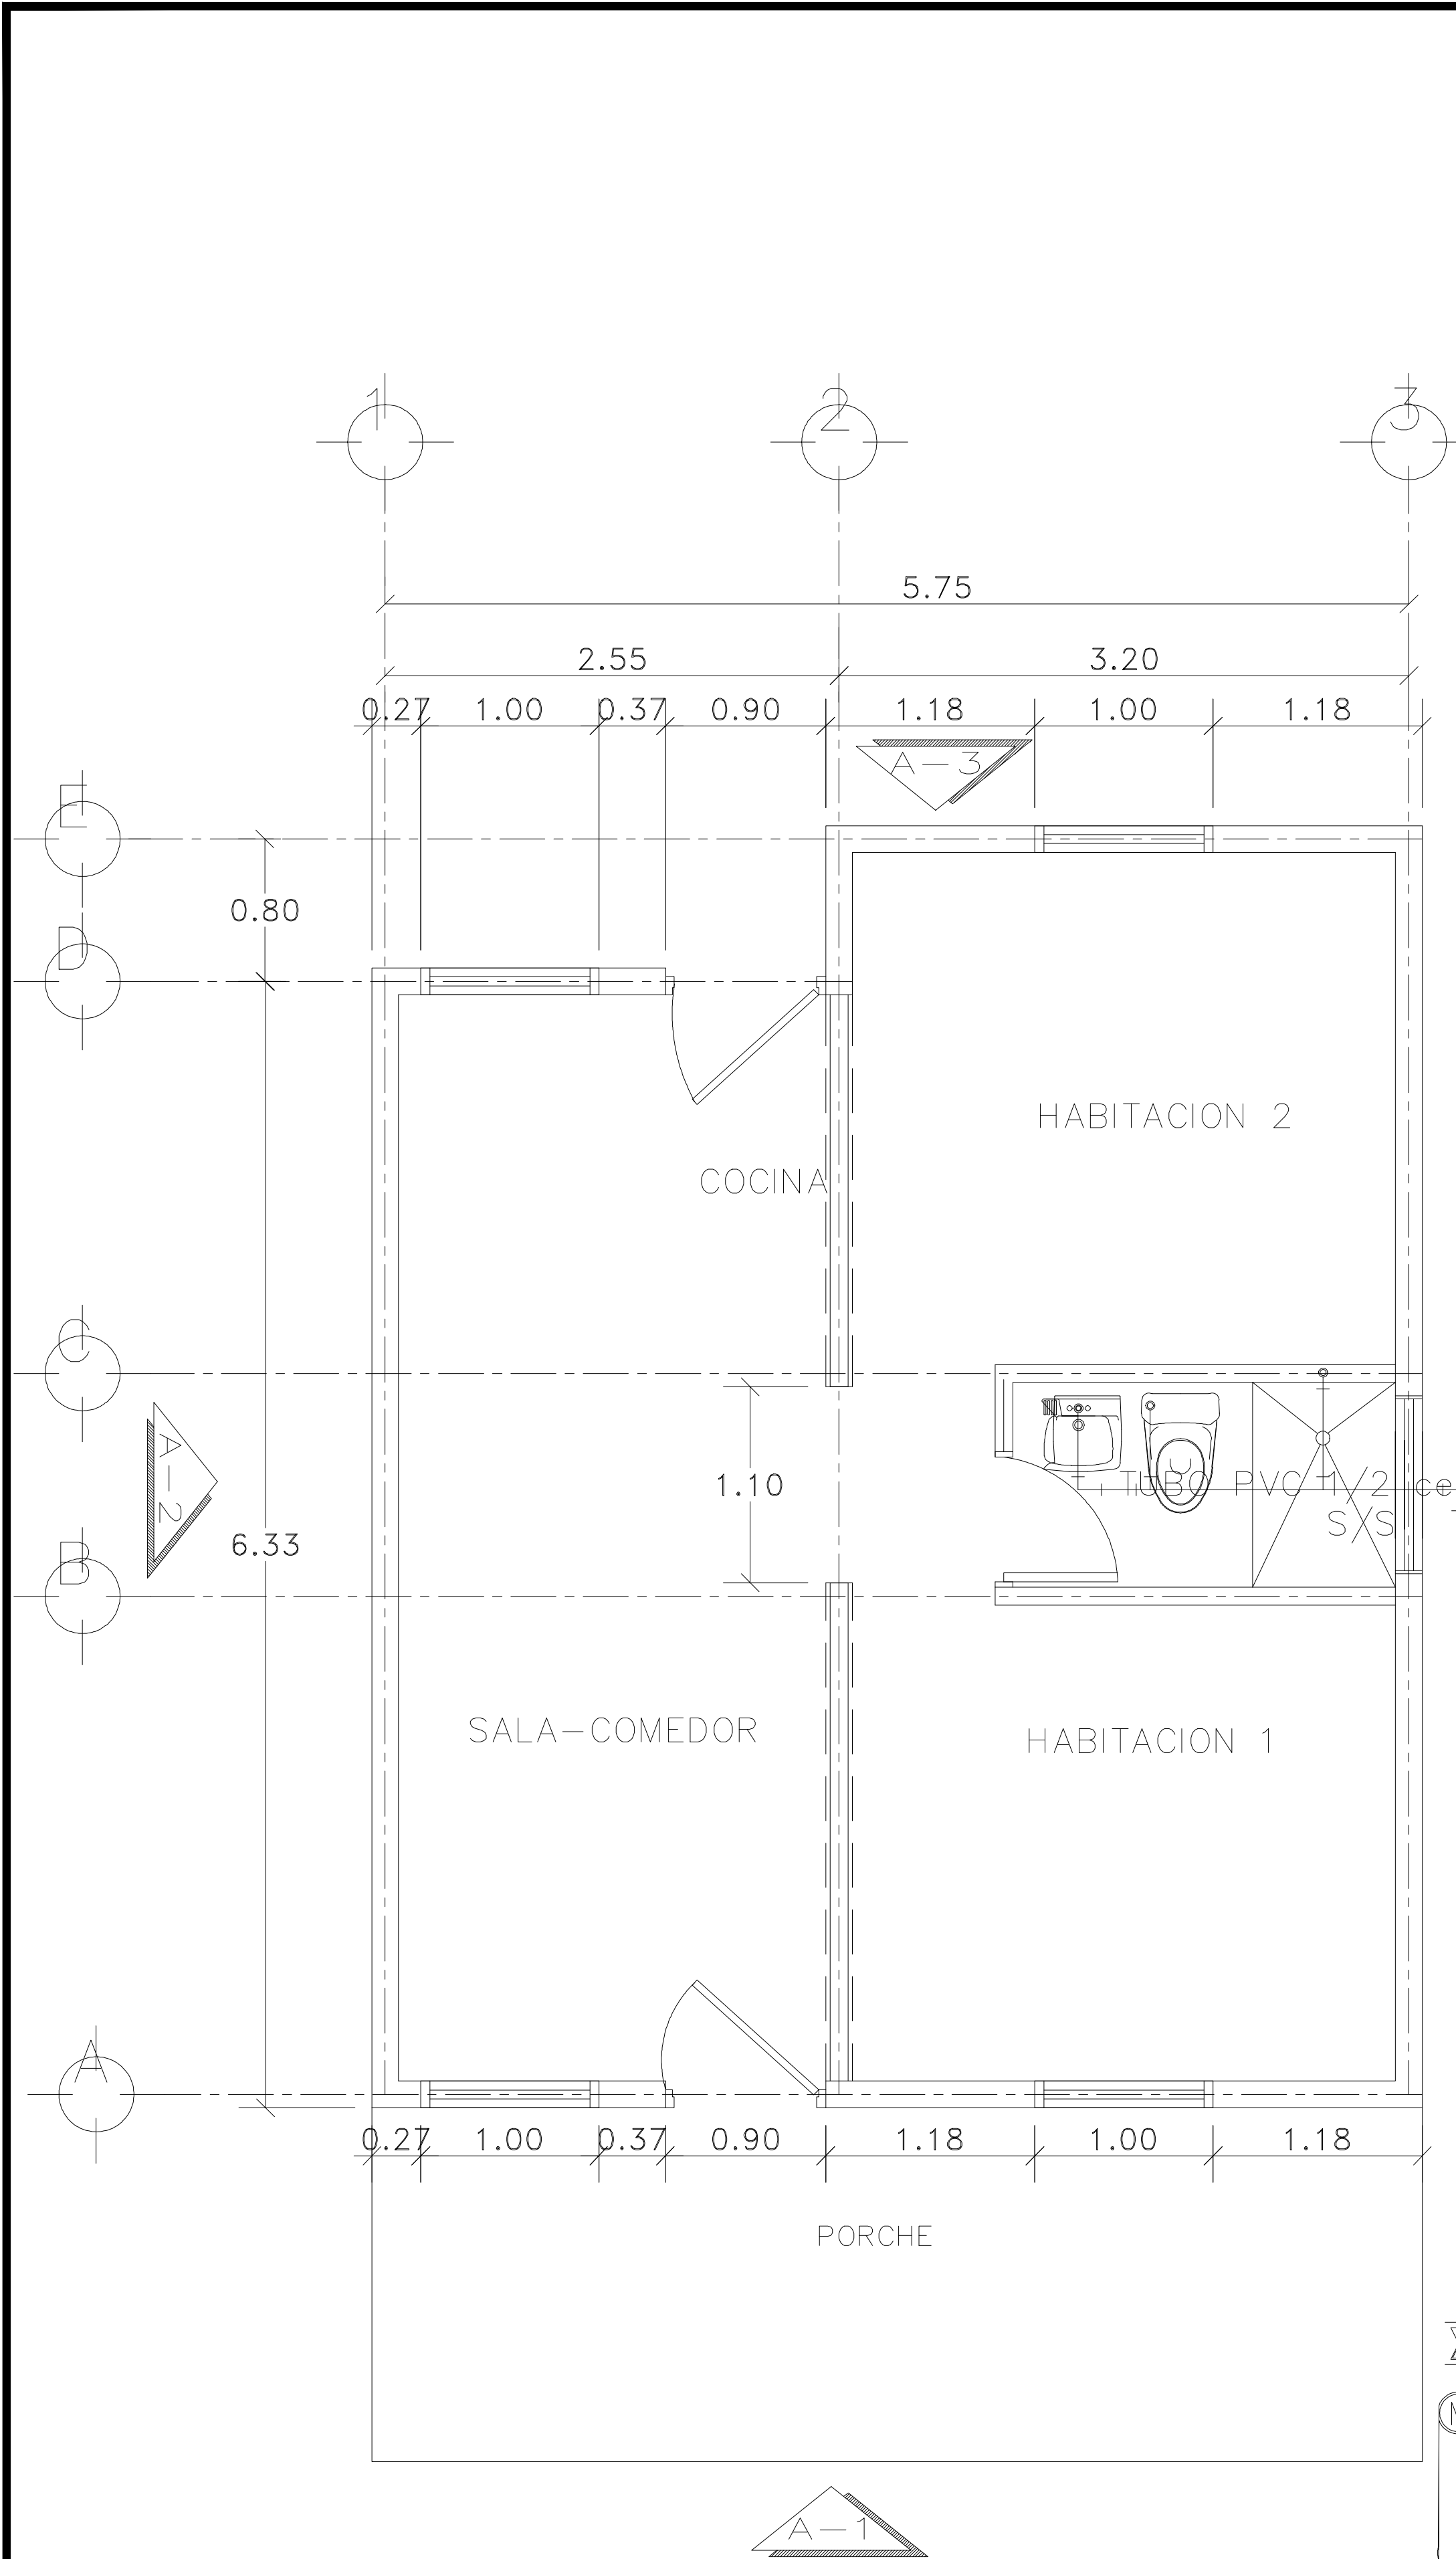 1
2
3
5.75
2.55 3.20
0.27 1.00 0.37 0.90 1.18 1.00 1.18
A-3
E
0.80
D
HABITACION 2
COCINA
C
A-2
1.10
TUBO PVC 1/2
S/S
6.33
B
SALA-COMEDOR
HABITACION 1
A
0.27 1.00 0.37 0.90 1.18 1.00 1.18
PORCHE
A-1